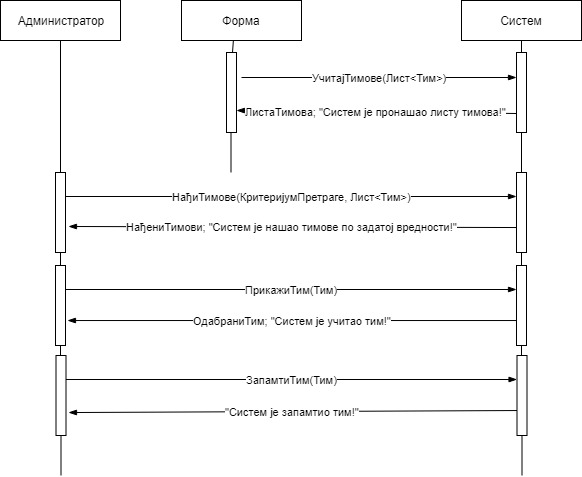 Администратор
Форма
Систем
УчитајТимове(Лист<Тим>)
ЛистаТимова; "Систем је пронашао листу тимова!"
НађиТимове(КритеријумПретраге, Лист<Тим>)
НађениТимови; "Систем је нашао тимове по задатој вредности!"
ПрикажиТим(Тим)
ОдабраниТим; "Систем је учитао тим!"
ЗапамтиТим(Тим)
"Систем је запамтио тим!"